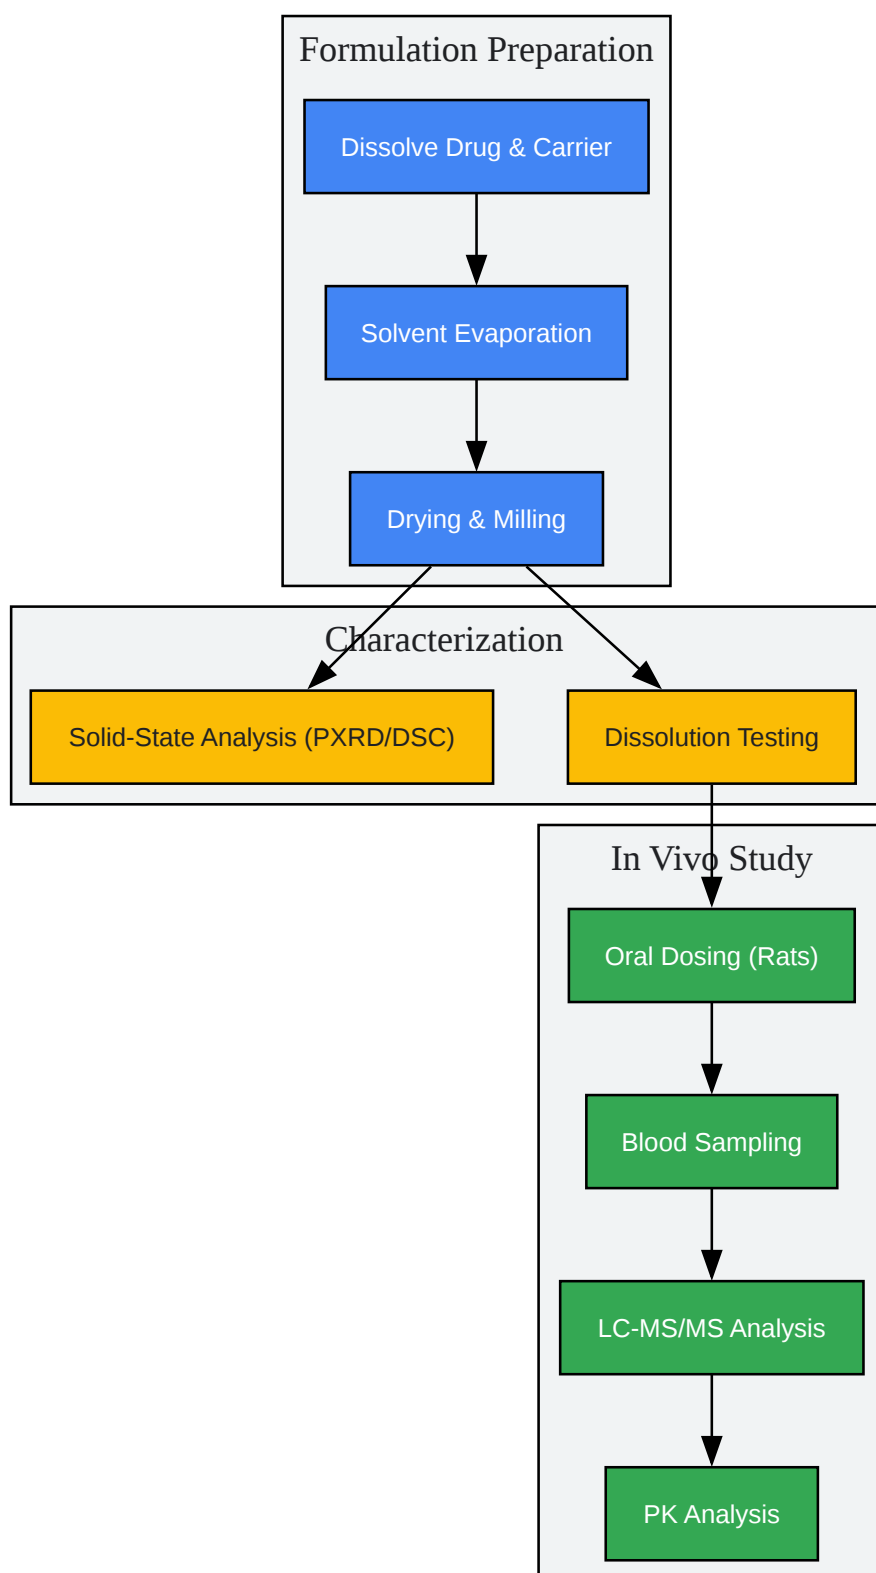 Formulation Preparation
Dissolve Drug & Carrier
Solvent Evaporation
Drying & Milling
Characterization
Solid-State Analysis (PXRD/DSC)
Dissolution Testing
In Vivo Study
Oral Dosing (Rats)
Blood Sampling
LC-MS/MS Analysis
PK Analysis